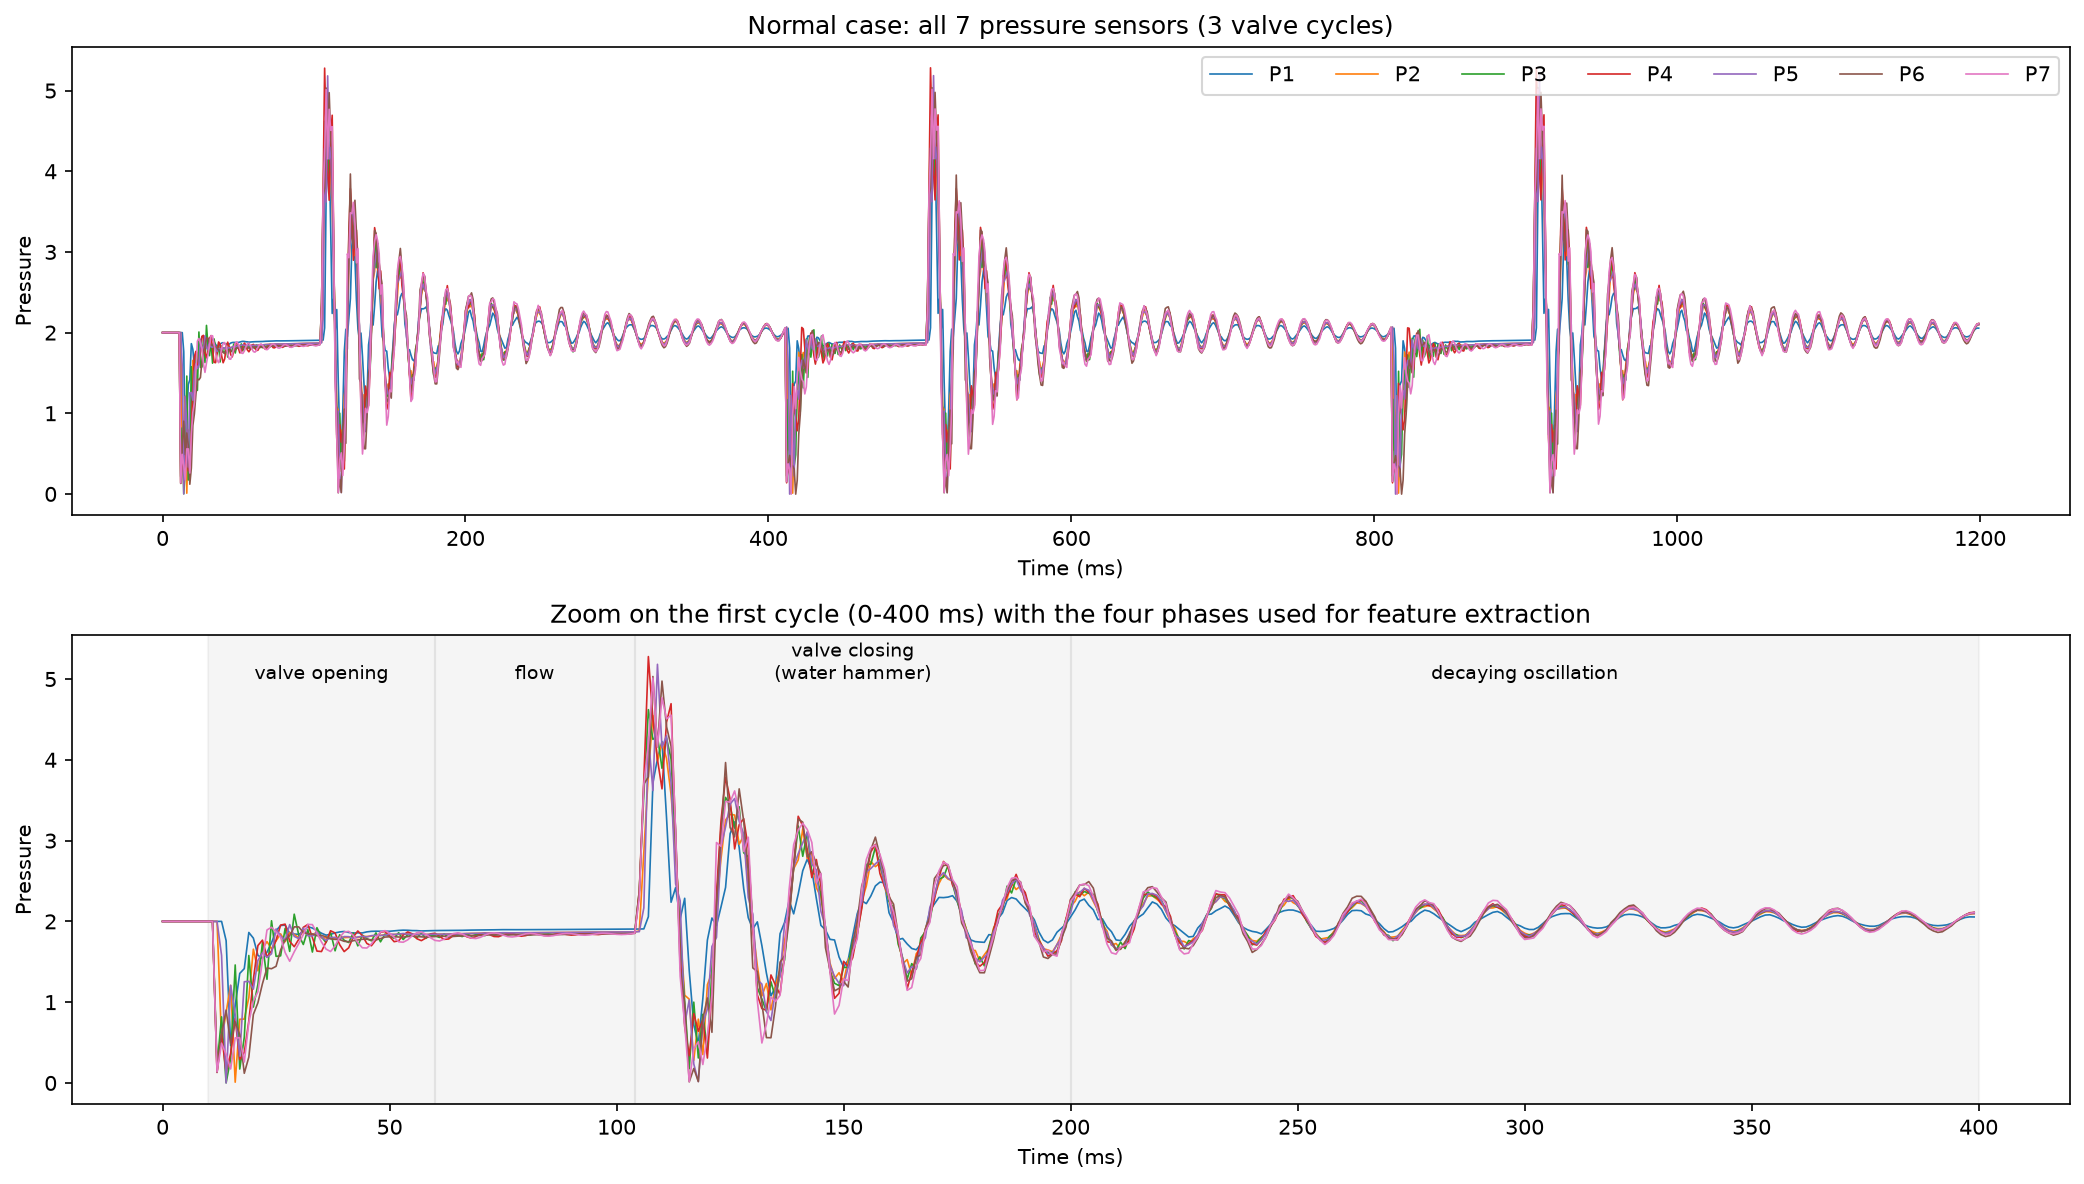 Normal case: all 7 pressure sensors (3 valve cycles)
P1 P2 P3 P4 P5 P6 P7
Pressure
5
4
3
2
1
0
0 200 400 600 800 1000 1200
Time (ms)
Zoom on the first cycle (0-400 ms) with the four phases used for feature extraction
valve opening
flow
valve closing
(water hammer)
decaying oscillation
Pressure
5
4
3
2
1
0
0 50 100 150 200 250 300 350 400
Time (ms)